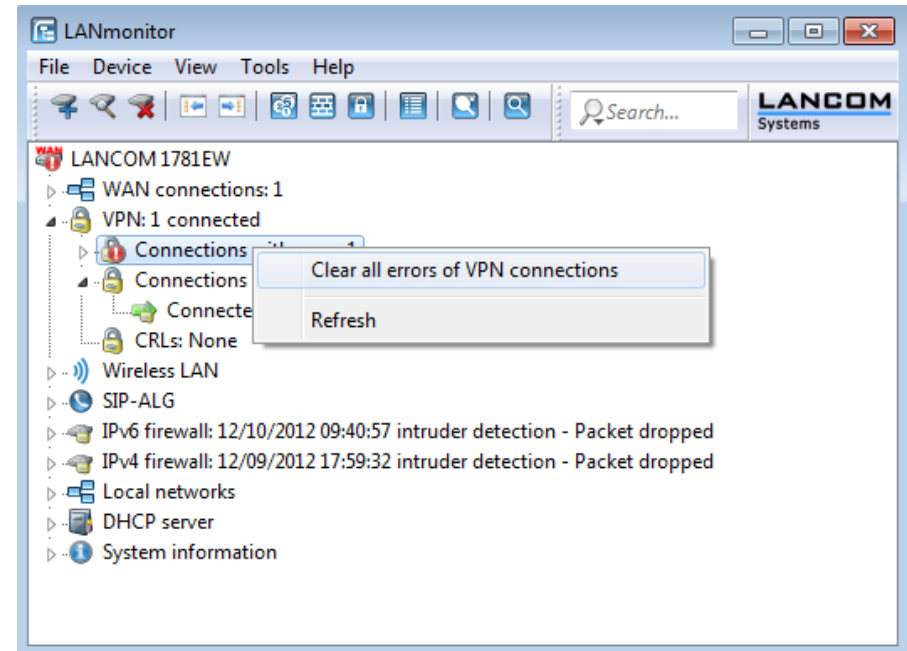 LANmonitor
File Device View Tools Help
Search...
LANCOM
Systems
WAN
LANCOM 1781EW
WAN connections: 1
VPN: 1 connected
Connections
Clear all errors of VPN connections
Connections
Connecte
Refresh
CRLs: None
Wireless LAN
SIP-ALG
IPv6 firewall: 12/10/2012 09:40:57 intruder detection - Packet dropped
IPv4 firewall: 12/09/2012 17:59:32 intruder detection - Packet dropped
Local networks
DHCP server
System information